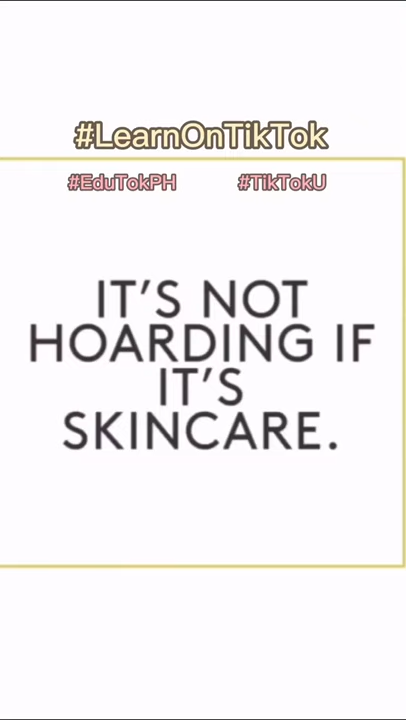 #LearnOnTikTok
#EduTokPH #TikTokU
IT'S NOT
HOARDING IF
IT'S
SKINCARE.